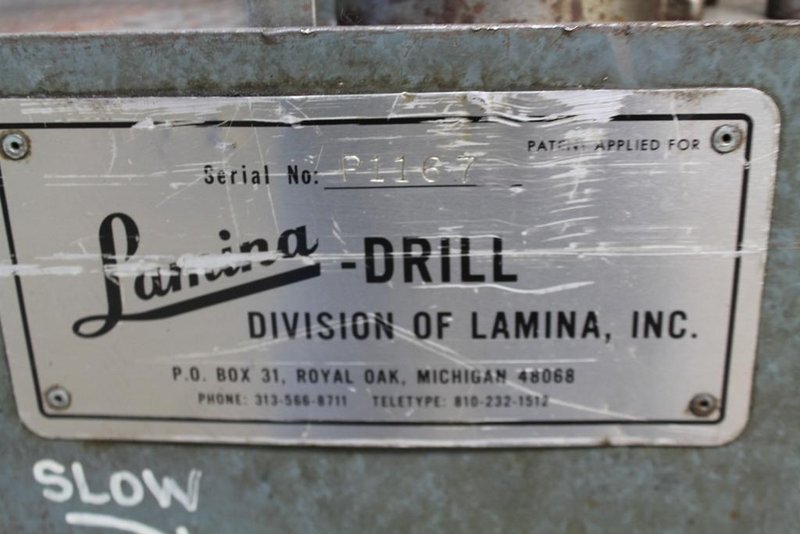 PATENT APPLIED FOR
Serial No: P1167
Lamina -DRILL
DIVISION OF LAMINA, INC.
P.O. BOX 31, ROYAL OAK, MICHIGAN 48068
PHONE: 313-566-8711 TELETYPE: 810-232-1512
SLOW